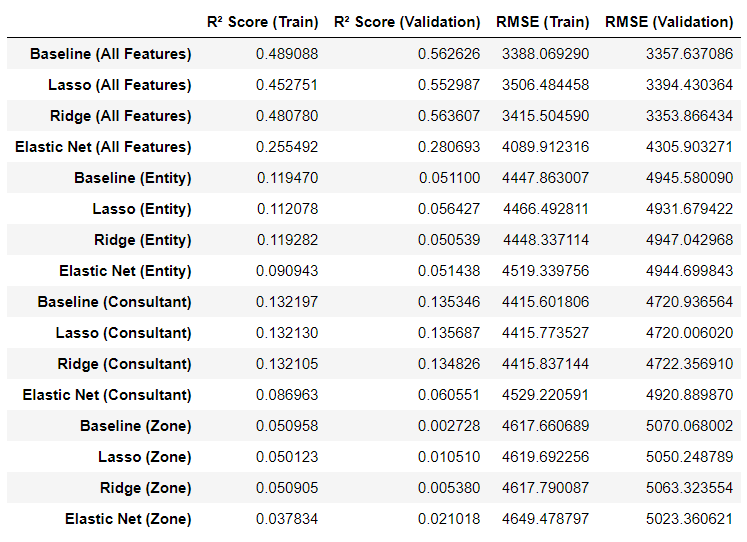 R² Score (Train) R² Score (Validation) RMSE (Train) RMSE (Validation)
Baseline (All Features) 0.489088 0.562626 3388.069290 3357.637086
Lasso (All Features) 0.452751 0.552987 3506.484458 3394.430364
Ridge (All Features) 0.480780 0.563607 3415.504590 3353.866434
Elastic Net (All Features) 0.255492 0.280693 4089.912316 4305.903271
Baseline (Entity) 0.119470 0.051100 4447.863007 4945.580090
Lasso (Entity) 0.112078 0.056427 4466.492811 4931.679422
Ridge (Entity) 0.119282 0.050539 4448.337114 4947.042968
Elastic Net (Entity) 0.090943 0.051438 4519.339756 4944.699843
Baseline (Consultant) 0.132197 0.135346 4415.601806 4720.936564
Lasso (Consultant) 0.132130 0.135687 4415.773527 4720.006020
Ridge (Consultant) 0.132105 0.134826 4415.837144 4722.356910
Elastic Net (Consultant) 0.086963 0.060551 4529.220591 4920.889870
Baseline (Zone) 0.050958 0.002728 4617.660689 5070.068002
Lasso (Zone) 0.050123 0.010510 4619.692256 5050.248789
Ridge (Zone) 0.050905 0.005380 4617.790087 5063.323554
Elastic Net (Zone) 0.037834 0.021018 4649.478797 5023.360621